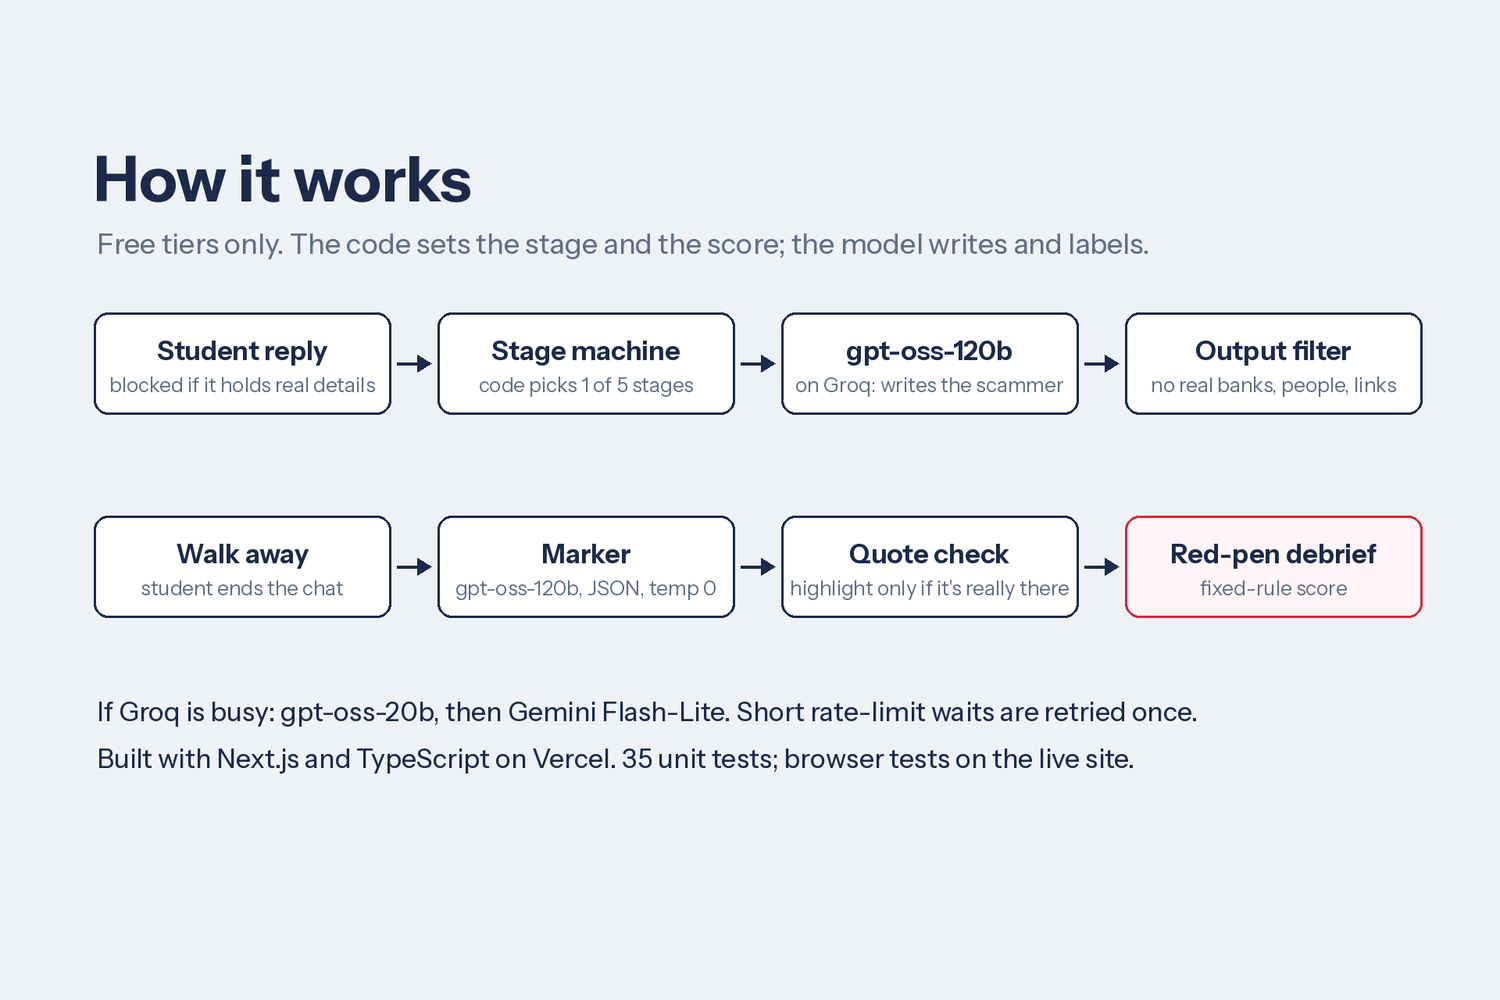 How it works
Free tiers only. The code sets the stage and the score; the model writes and labels.
Student reply
blocked if it holds real details
Stage machine
code picks 1 of 5 stages
gpt-oss-120b
on Groq: writes the scammer
Output filter
no real banks, people, links
Walk away
student ends the chat
Marker
gpt-oss-120b, JSON, temp 0
Quote check
highlight only if it's really there
Red-pen debrief
fixed-rule score
If Groq is busy: gpt-oss-20b, then Gemini Flash-Lite. Short rate-limit waits are retried once.
Built with Next.js and TypeScript on Vercel. 35 unit tests; browser tests on the live site.